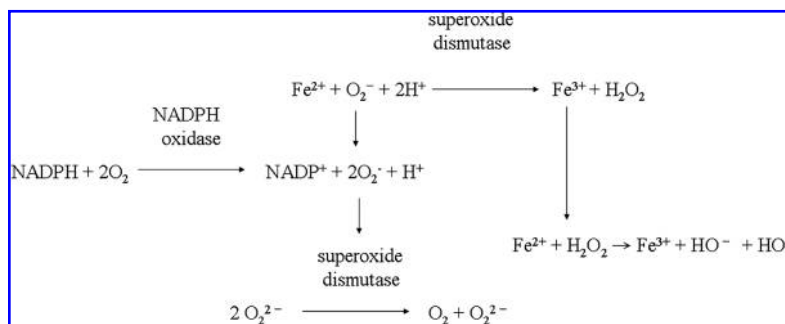 superoxide
dismutase
Fe²⁺ + O₂⁻ + 2H⁺ → Fe³⁺ + H₂O₂
NADPH
oxidase
NADPH + 2O₂ → NADP⁺ + 2O₂· + H⁺
Fe²⁺ + H₂O₂ → Fe³⁺ + HO⁻ + HO
superoxide
dismutase
2 O₂²⁻ → O₂ + O₂²⁻